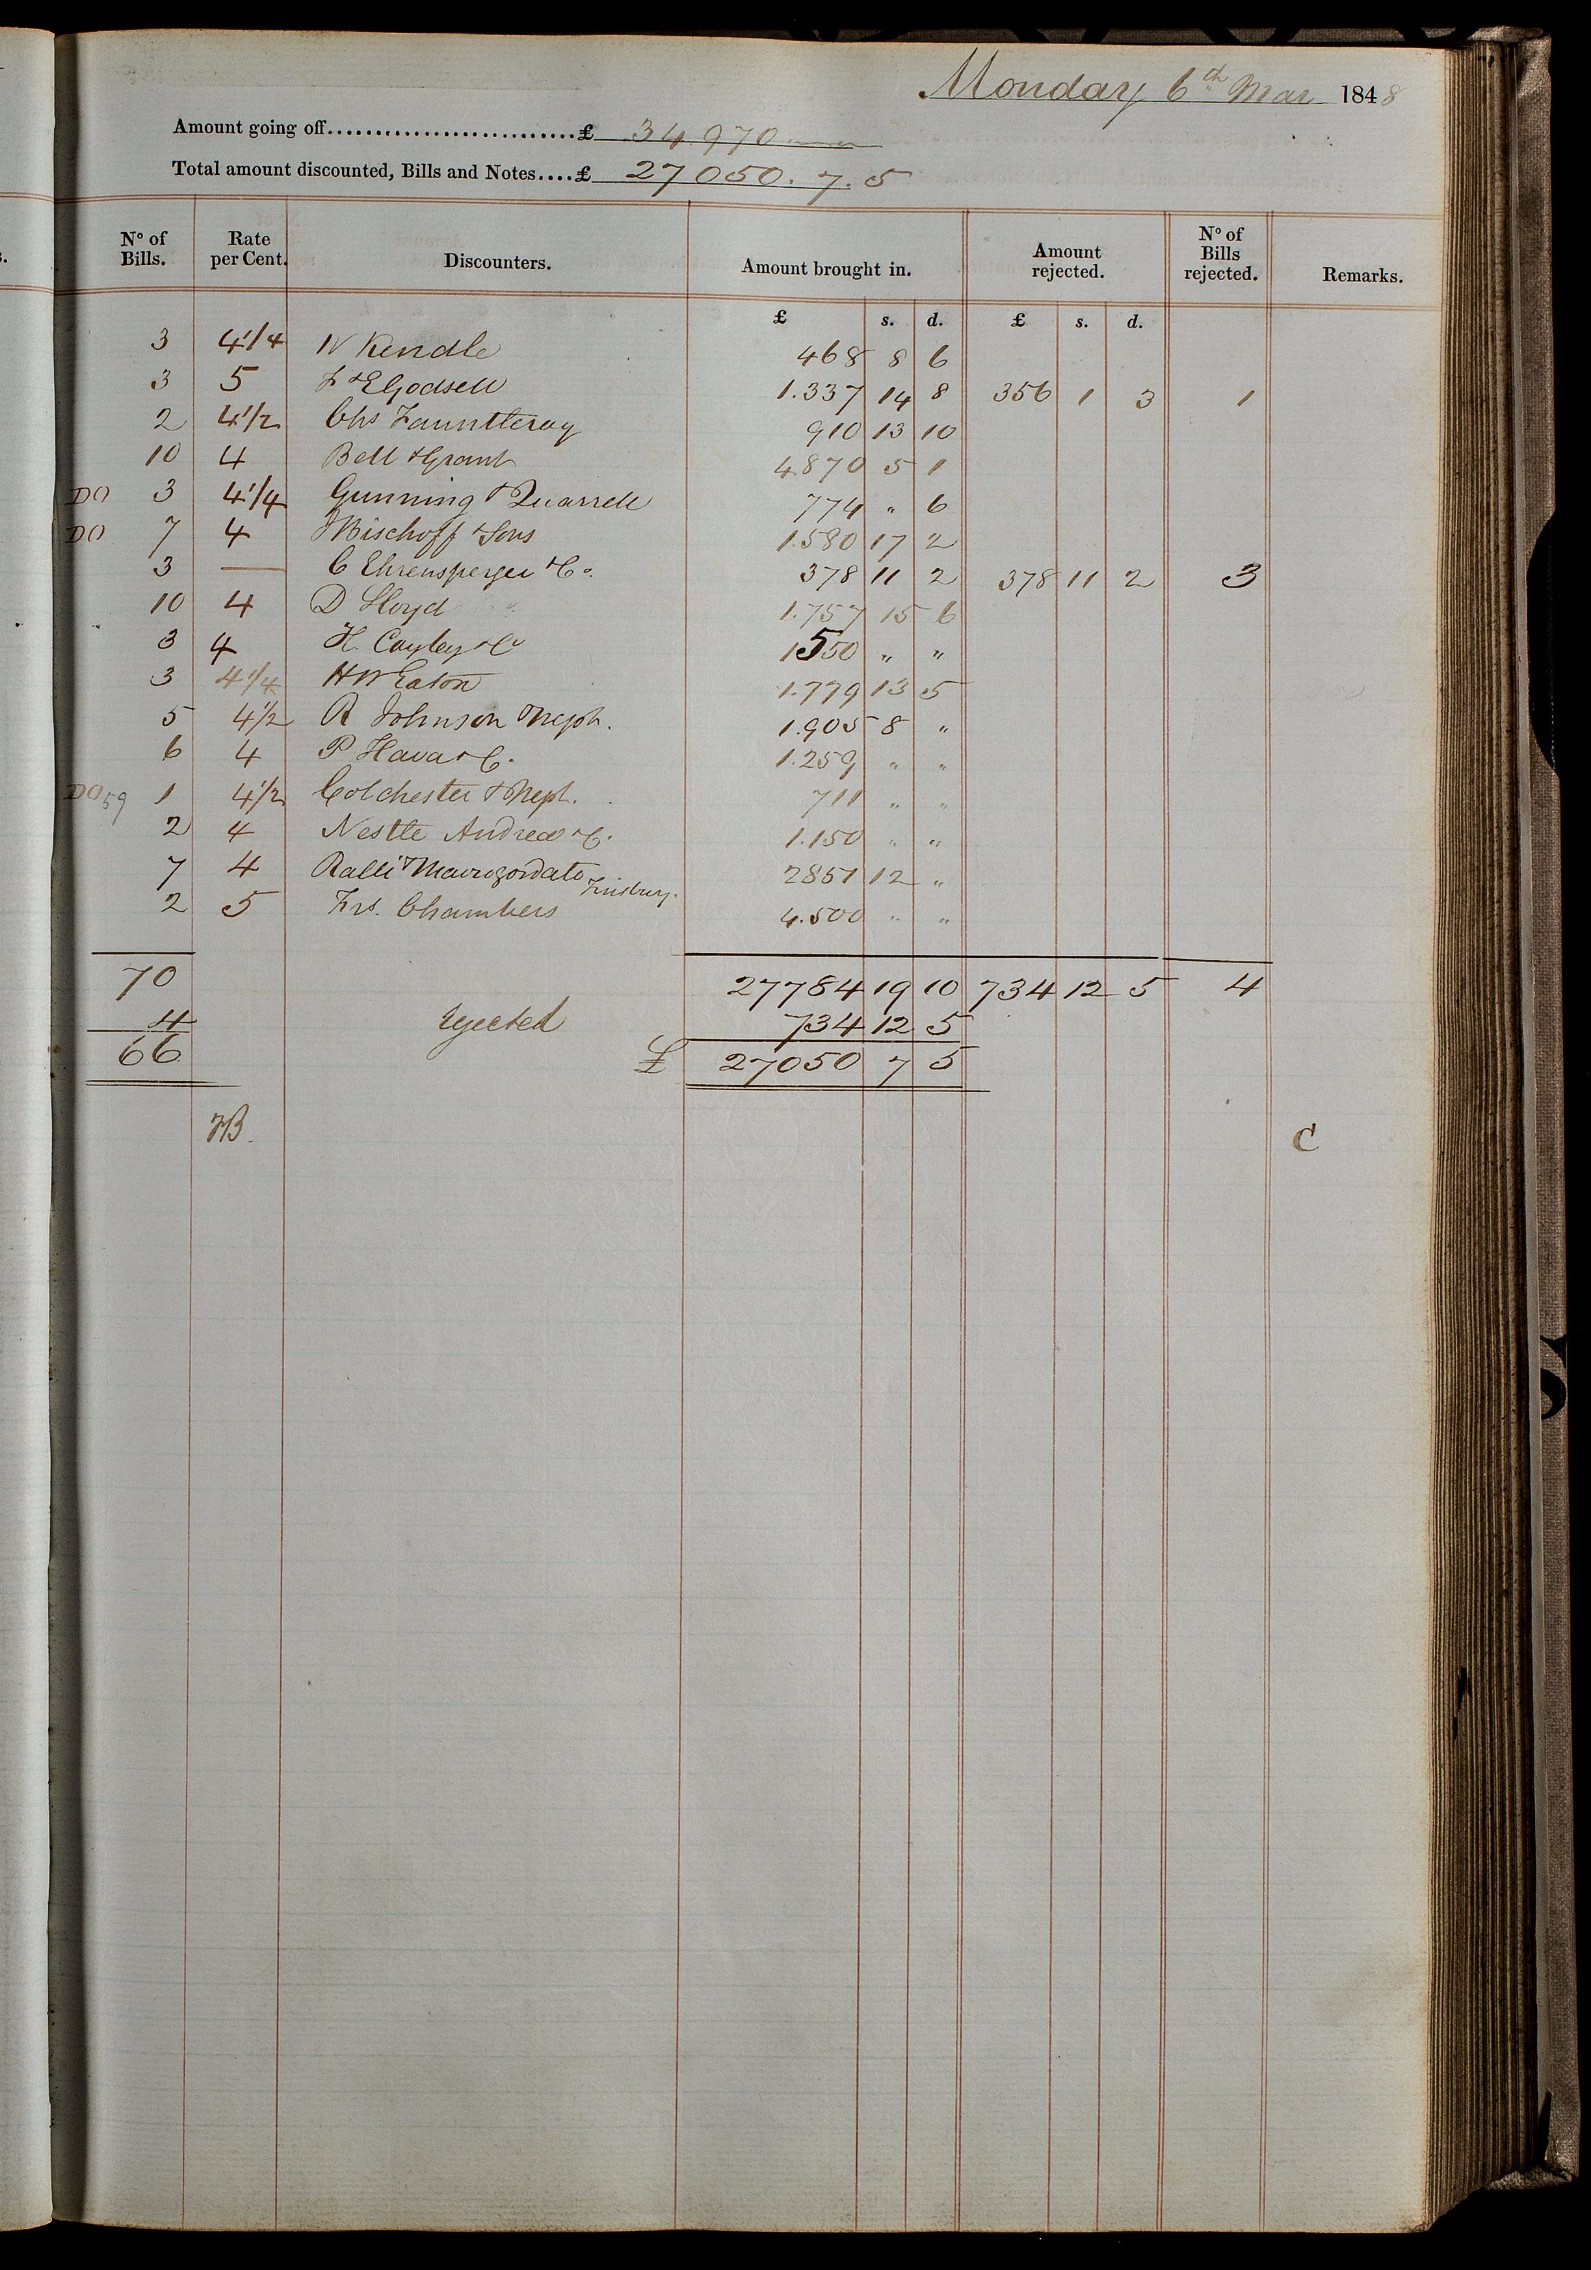 Monday 6th Mar 1848
Amount going off...........................£ 34.970
Total amount discounted, Bills and Notes....£ 27050. 7. 5
No of Bills. Rate per Cent. Discounters. Amount brought in. Amount rejected. No of Bills rejected. Remarks.
£ s. d. £ s. d.
3 4 1/4 W Kendle 468 8 6
3 5 & E Godsell 1.337 14 8 356 1 3 1
2 4 1/2 Chs Fauntleroy 910 13 10
10 4 Bell & Grant 4.870 5 1
DO 3 4 1/4 Gunning & Quarrell 774 " 6
DO 7 4 J Bischoff & Sons 1.580 17 2
3 — C Ehrensperger & Co. 378 11 2 378 11 2 3
10 4 D Lloyd 1.757 15 6
3 4 H. Cayley & C 1550 " "
3 4 1/4 H W Eaton 1.779 13 5
5 4 1/2 R Johnson & Neph. 1.905 8 "
6 4 P Hava & C. 1.259 " "
DO 59 1 4 1/2 Colchester & Neph. 711 " "
2 4 Nestle Andrea & C. 1.150 " "
7 4 Ralli & Mavrogordato Finsbury. 2851 12 "
2 5 Frs. Chambers 4.500 " "
70 27784 19 10 734 12 5 4
4 rejected 734 12 5
66 £ 27050 7 5
C